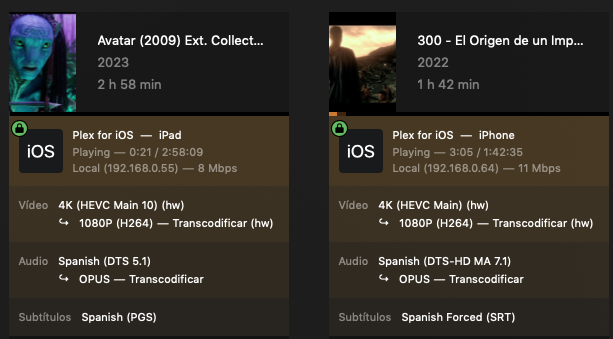 Avatar (2009) Ext. Collect...
2023
2 h 58 min
iOS
Plex for iOS — iPad
Playing — 0:21 / 2:58:09
Local (192.168.0.55) — 8 Mbps
Vídeo 4K (HEVC Main 10) (hw)
↪ 1080P (H264) — Transcodificar (hw)
Audio Spanish (DTS 5.1)
↪ OPUS — Transcodificar
Subtítulos Spanish (PGS)
300 - El Origen de un Imp...
2022
1 h 42 min
iOS
Plex for iOS — iPhone
Playing — 3:05 / 1:42:35
Local (192.168.0.64) — 11 Mbps
Vídeo 4K (HEVC Main) (hw)
↪ 1080P (H264) — Transcodificar (hw)
Audio Spanish (DTS-HD MA 7.1)
↪ OPUS — Transcodificar
Subtítulos Spanish Forced (SRT)